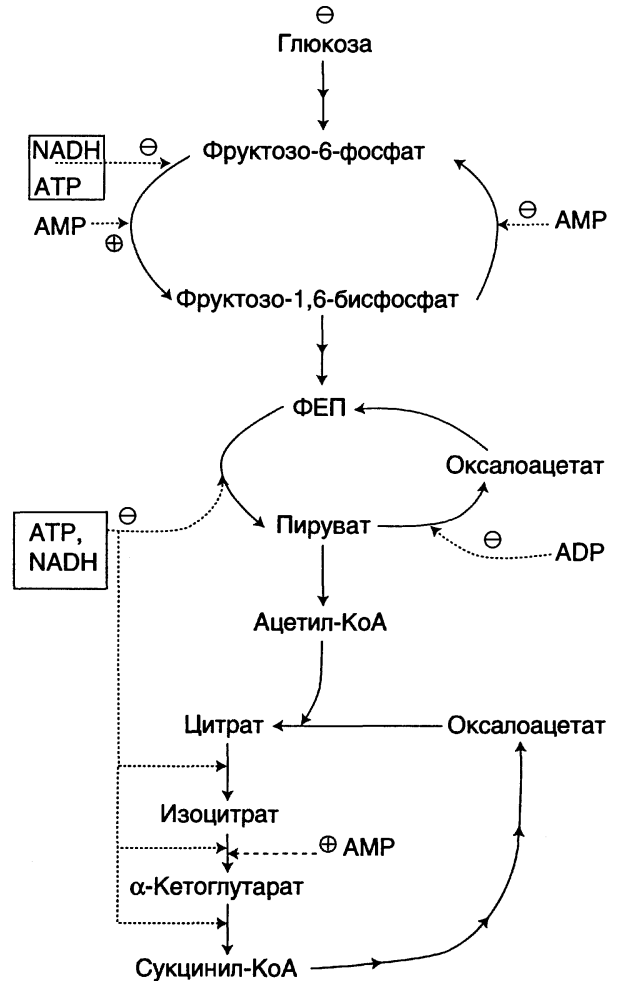 ⊖
Глюкоза
NADH
ATP
⊖
Фруктозо-6-фосфат
AMP
⊕
⊖
AMP
Фруктозо-1,6-бисфосфат
ФЕП
Оксалоацетат
ATP,
NADH
⊖
Пируват
⊖
ADP
Ацетил-КоА
Цитрат
Оксалоацетат
Изоцитрат
⊕ AMP
α-Кетоглутарат
Сукцинил-КоА